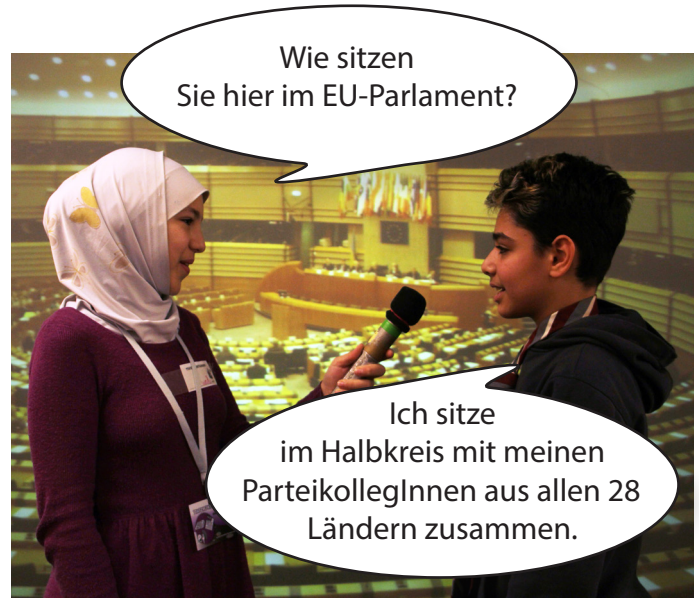 Wie sitzen
Sie hier im EU-Parlament?
Ich sitze
im Halbkreis mit meinen
ParteikollegInnen aus allen 28
Ländern zusammen.